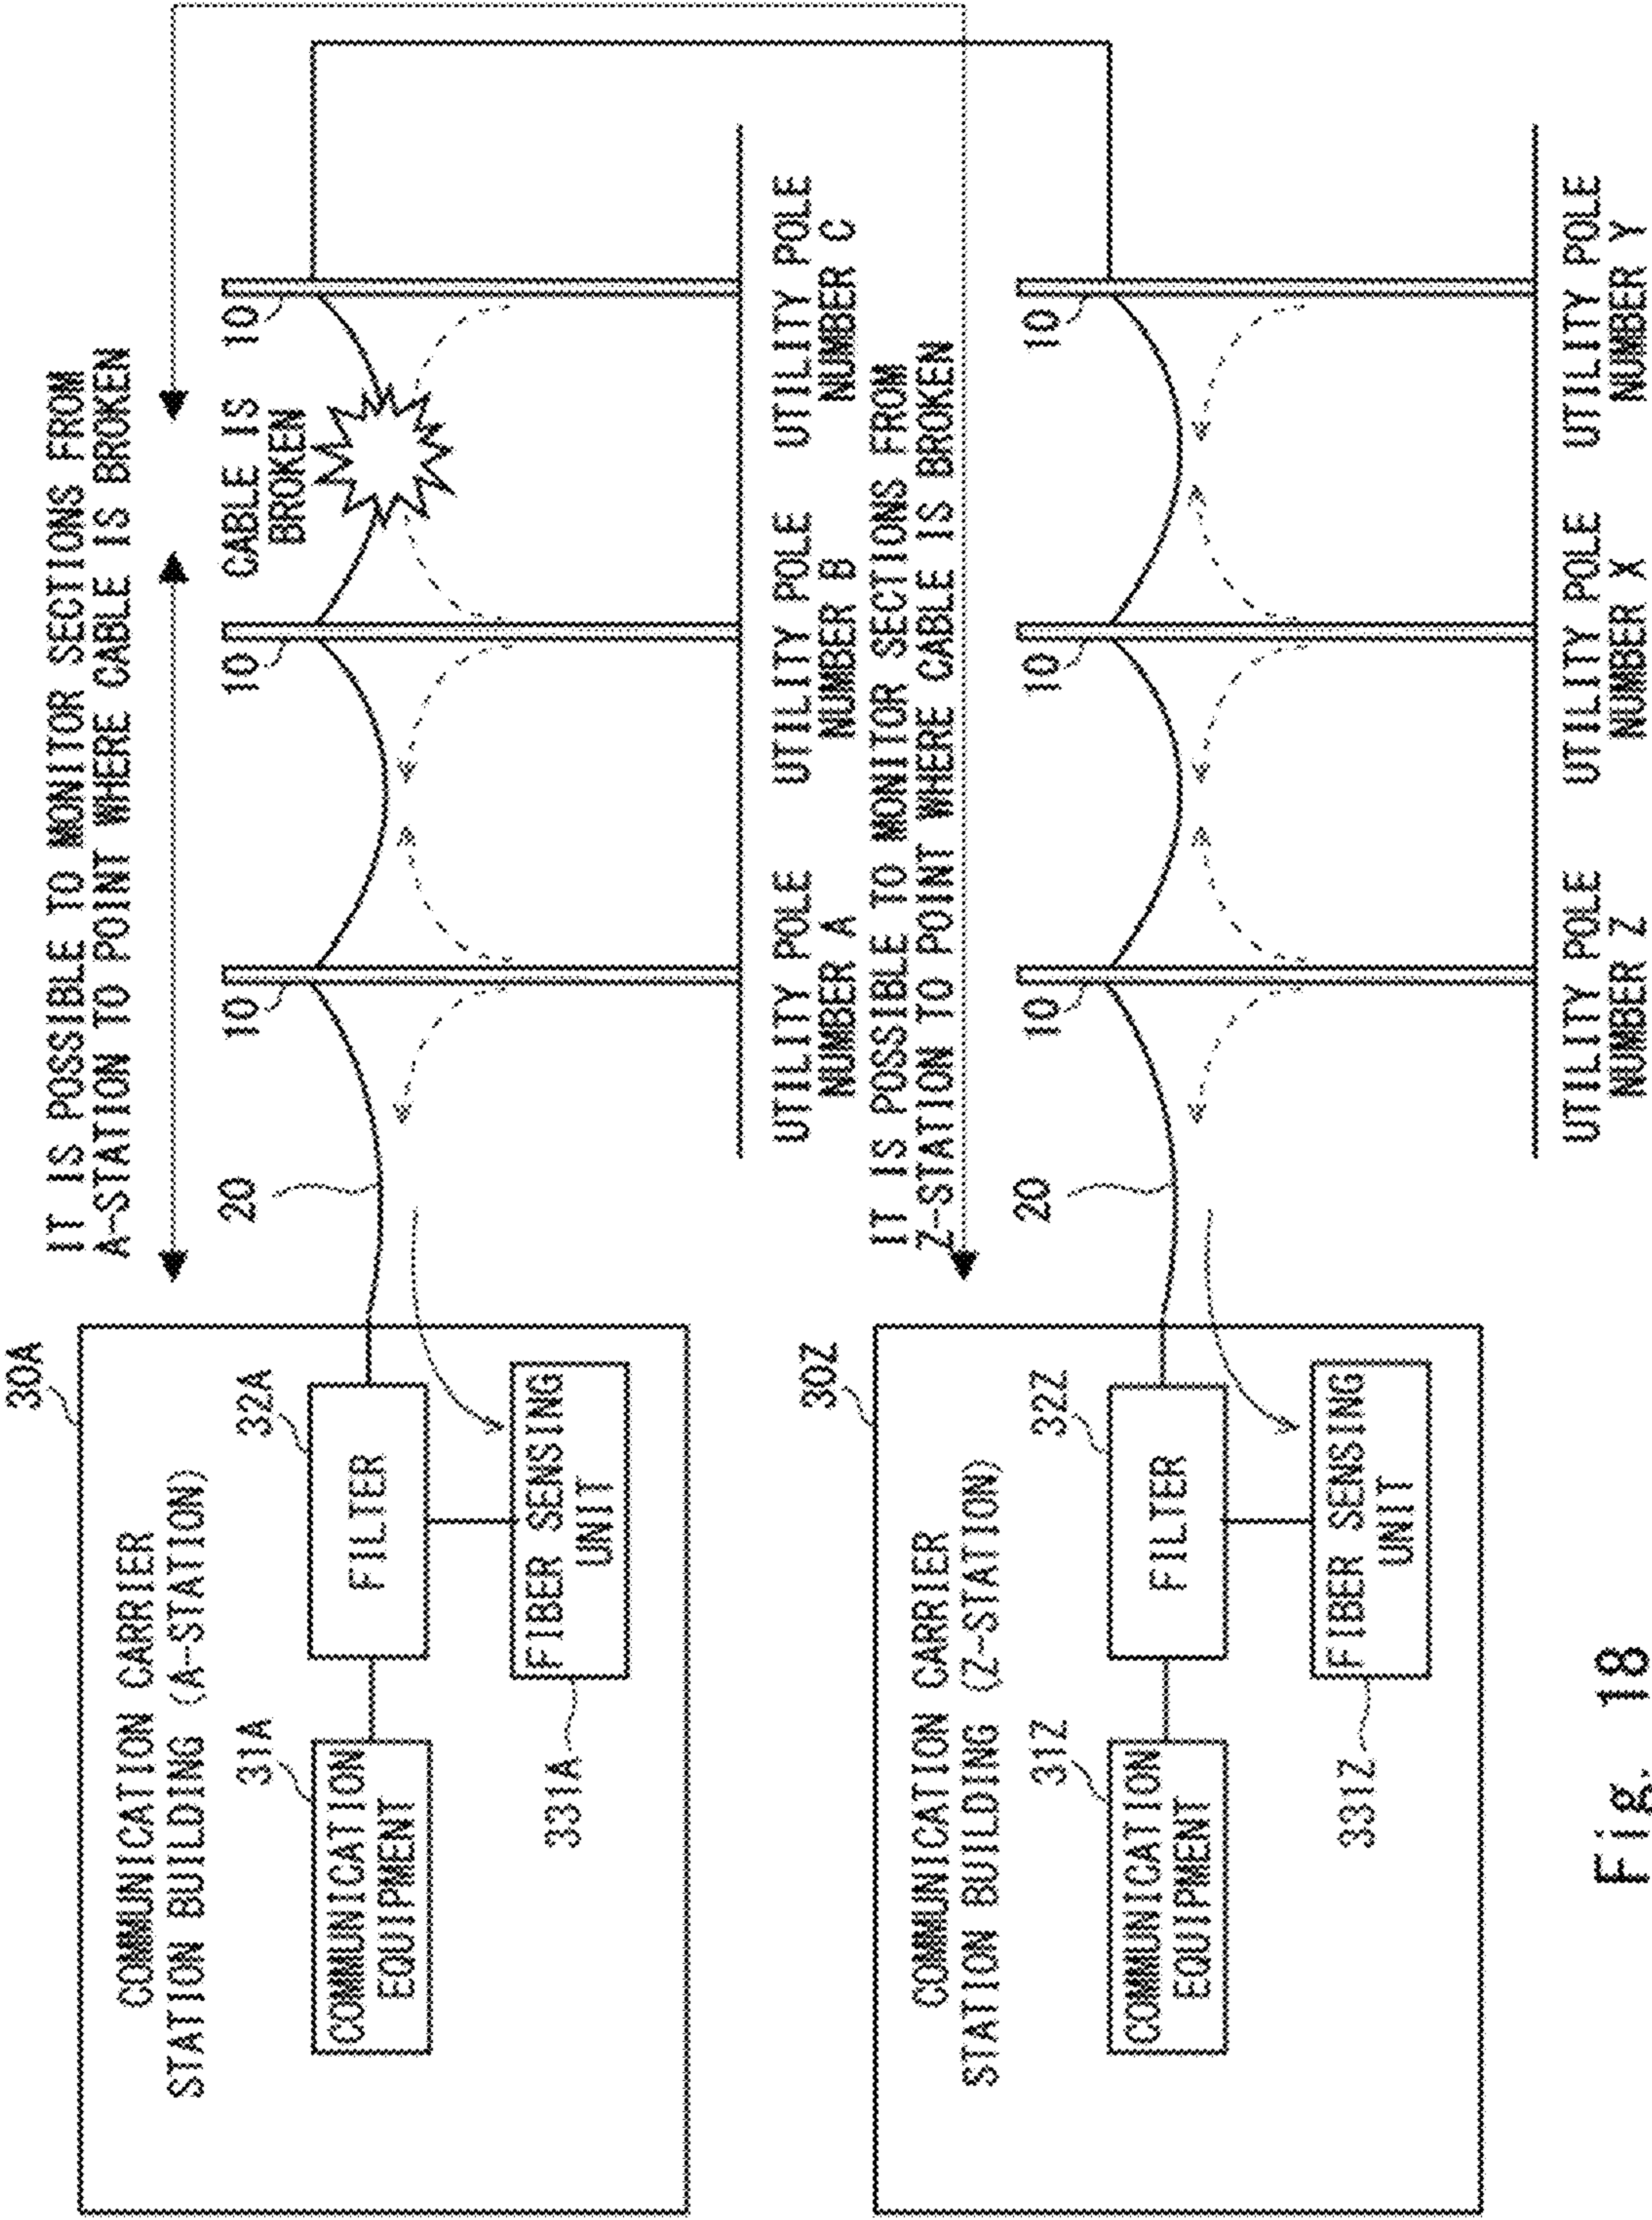 30A
COMMUNICATION CARRIER
STATION BUILDING (A-STATION)
31A
COMMUNICATION
EQUIPMENT
32A
FILTER
331A
FIBER SENSING
UNIT
IT IS POSSIBLE TO MONITOR SECTIONS FROM
A-STATION TO POINT WHERE CABLE IS BROKEN
20
10
10
CABLE IS
BROKEN
10
UTILITY POLE
NUMBER A
UTILITY POLE
NUMBER B
UTILITY POLE
NUMBER C
30Z
COMMUNICATION CARRIER
STATION BUILDING (Z-STATION)
31Z
COMMUNICATION
EQUIPMENT
32Z
FILTER
331Z
FIBER SENSING
UNIT
IT IS POSSIBLE TO MONITOR SECTIONS FROM
Z-STATION TO POINT WHERE CABLE IS BROKEN
20
10
10
10
UTILITY POLE
NUMBER Z
UTILITY POLE
NUMBER X
UTILITY POLE
NUMBER Y
Fig. 18